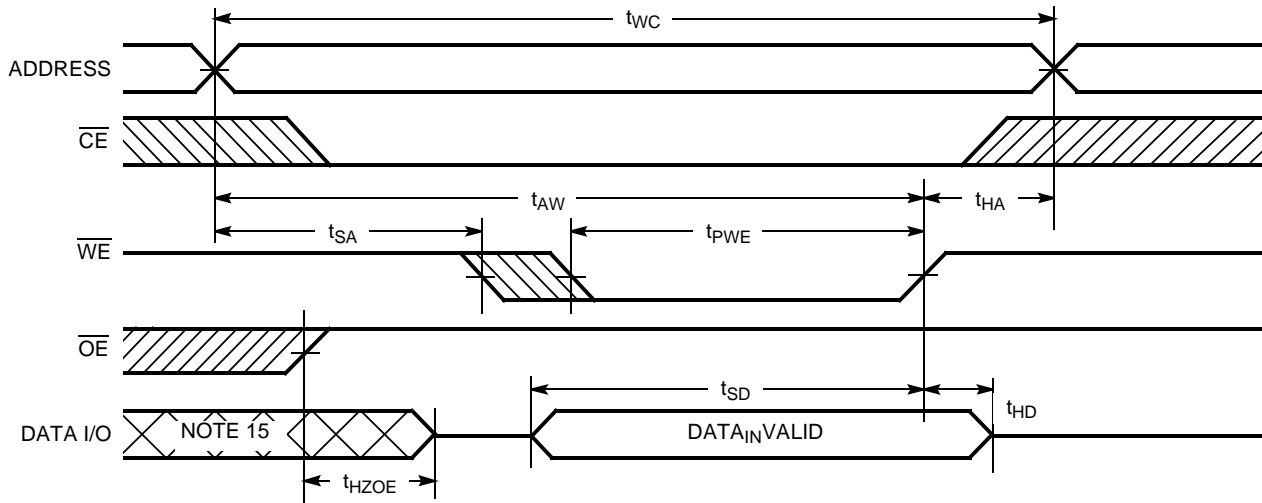 tWC
ADDRESS
CE
tAW
tHA
tSA
tPWE
WE
OE
tSD
tHD
DATA I/O
NOTE 15
DATAINVALID
tHZOE